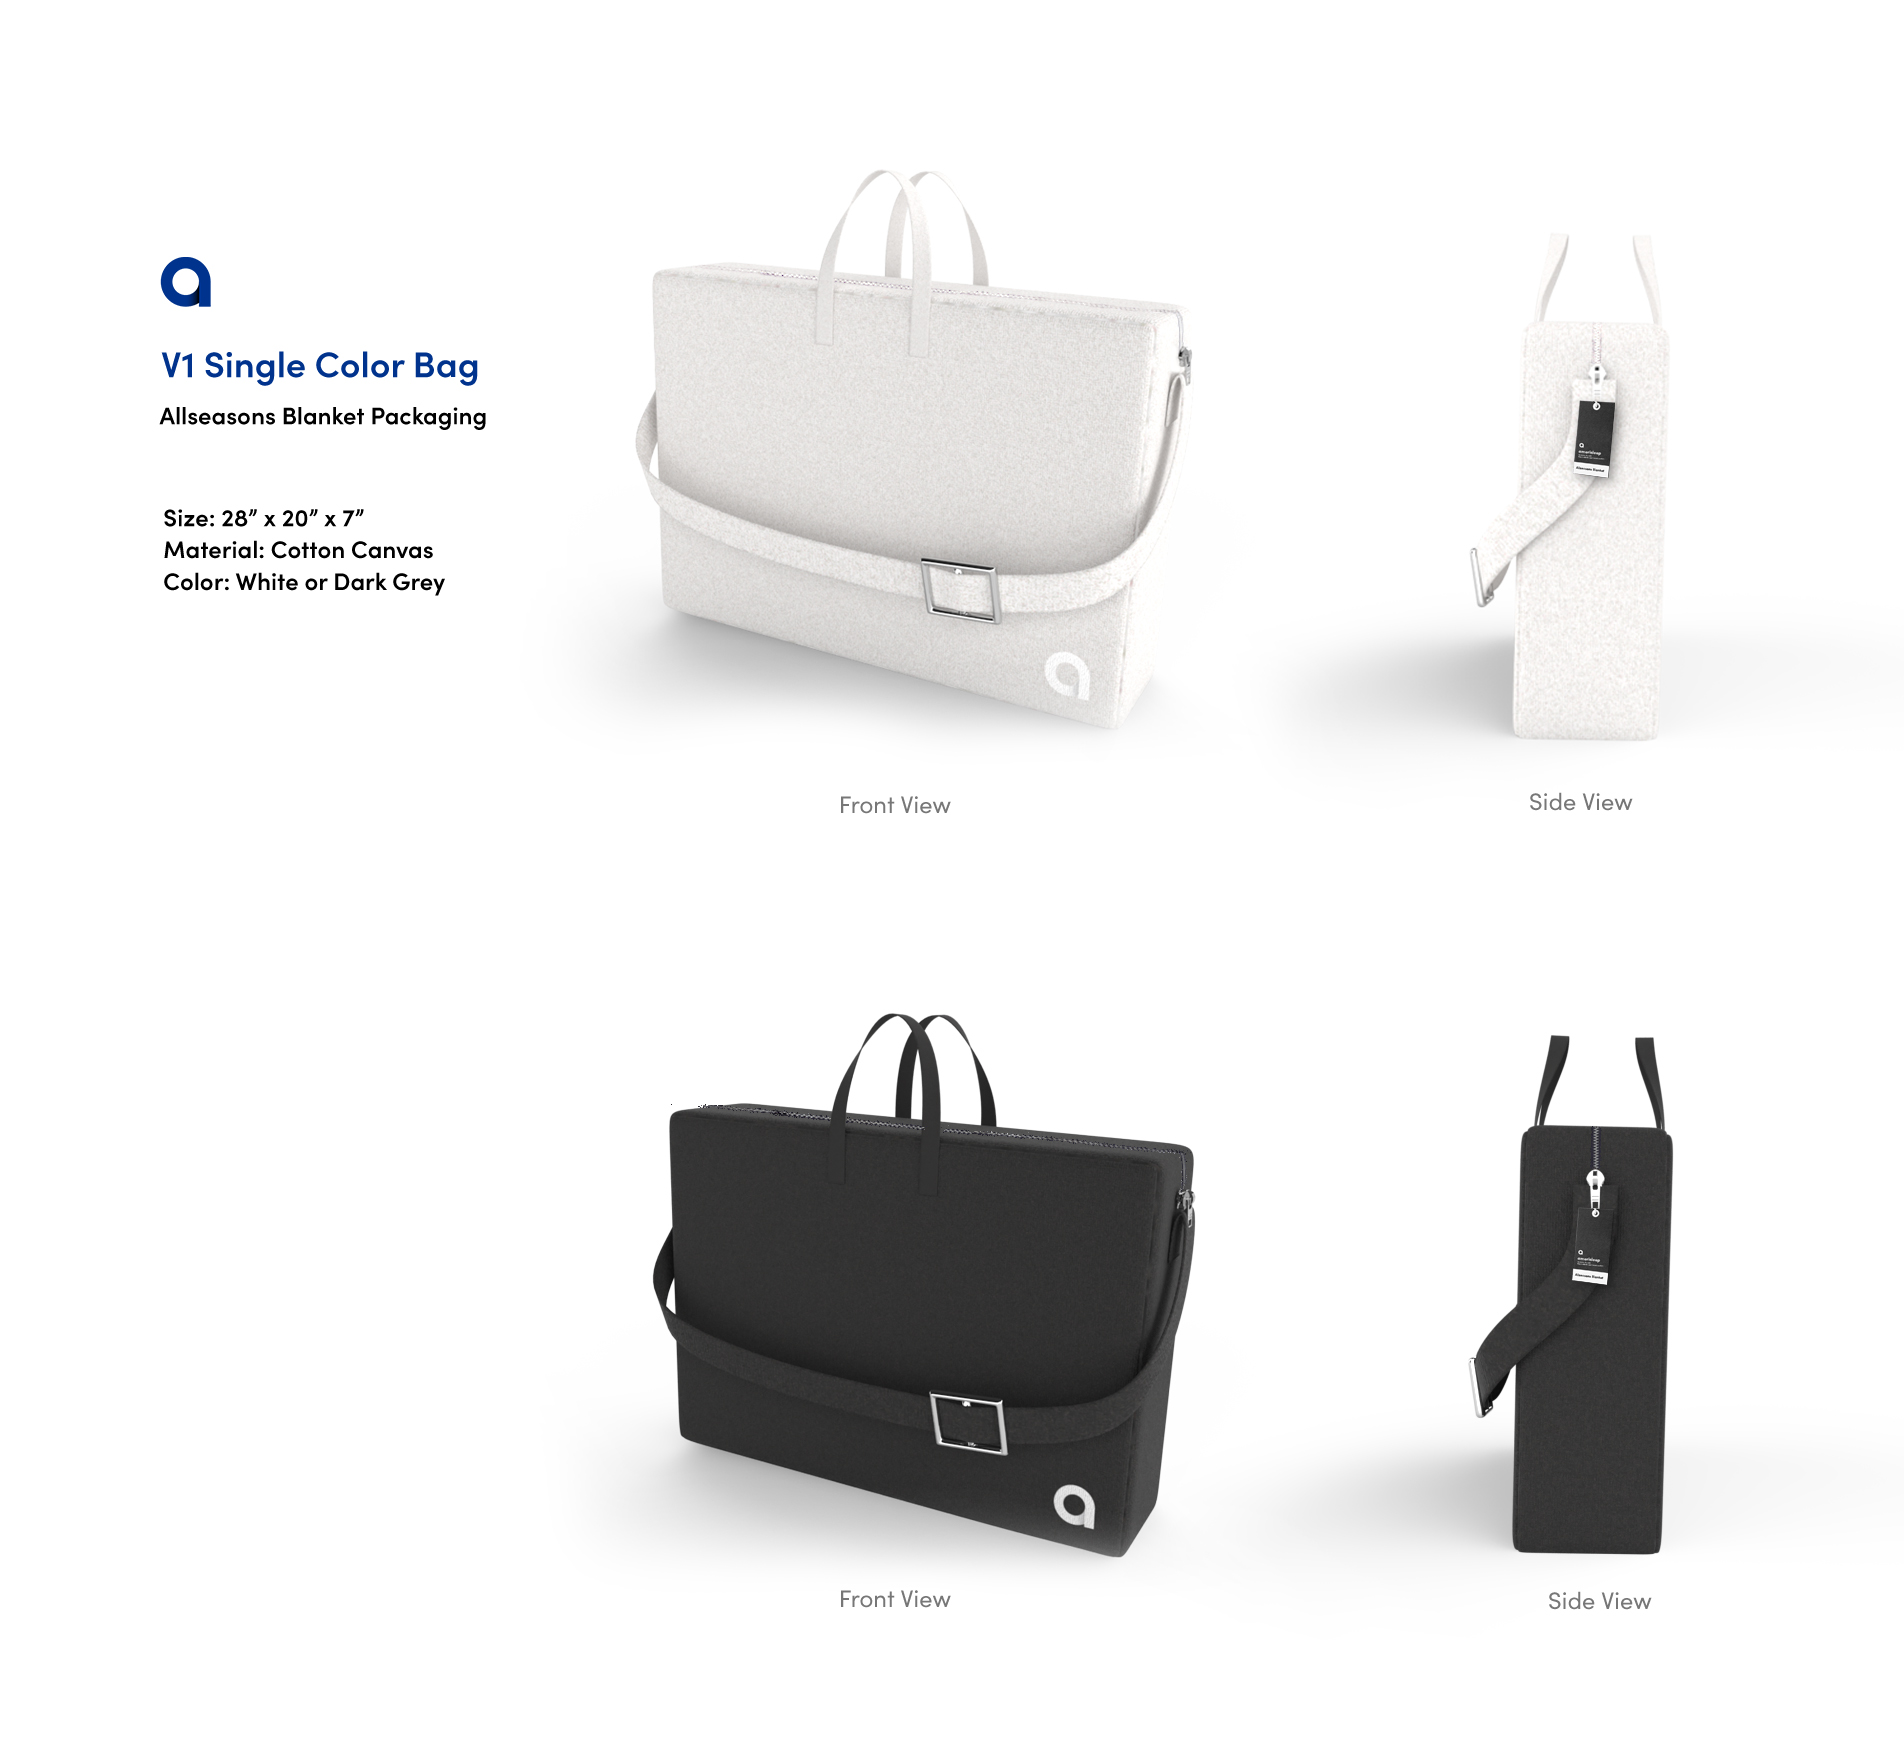 V1 Single Color Bag
Allseasons Blanket Packaging
Size: 28” x 20” x 7”
Material: Cotton Canvas
Color: White or Dark Grey
Front View
Side View
Front View
Side View